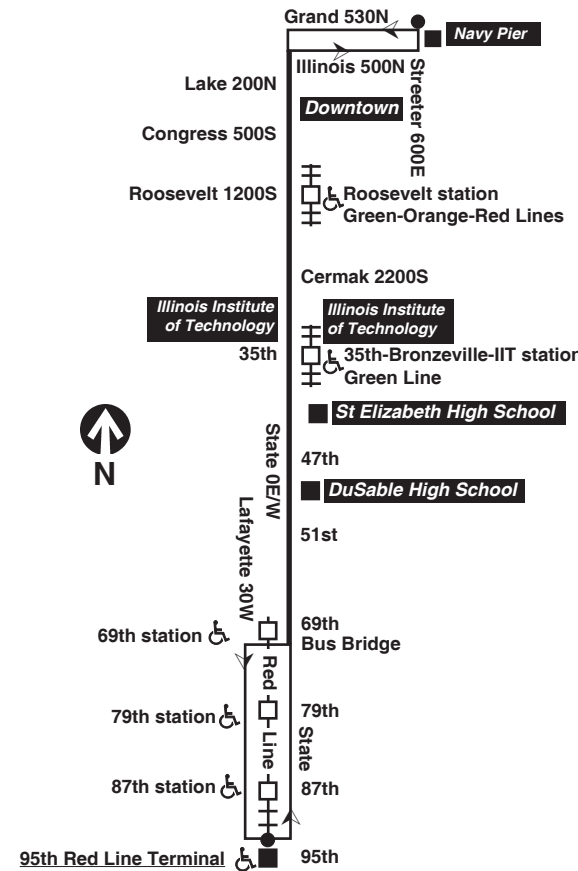 Grand 530N
Navy Pier
Illinois 500N
Streeter 600E
Lake 200N
Downtown
Congress 500S
Roosevelt 1200S
Roosevelt station
Green-Orange-Red Lines
Cermak 2200S
Illinois Institute
of Technology
Illinois Institute
of Technology
35th
35th-Bronzeville-IIT station
Green Line
St Elizabeth High School
N
State 0E/W
47th
DuSable High School
Lafayette 30W
51st
69th station
69th
Bus Bridge
Red Line
79th station
79th
State
87th station
87th
95th Red Line Terminal
95th